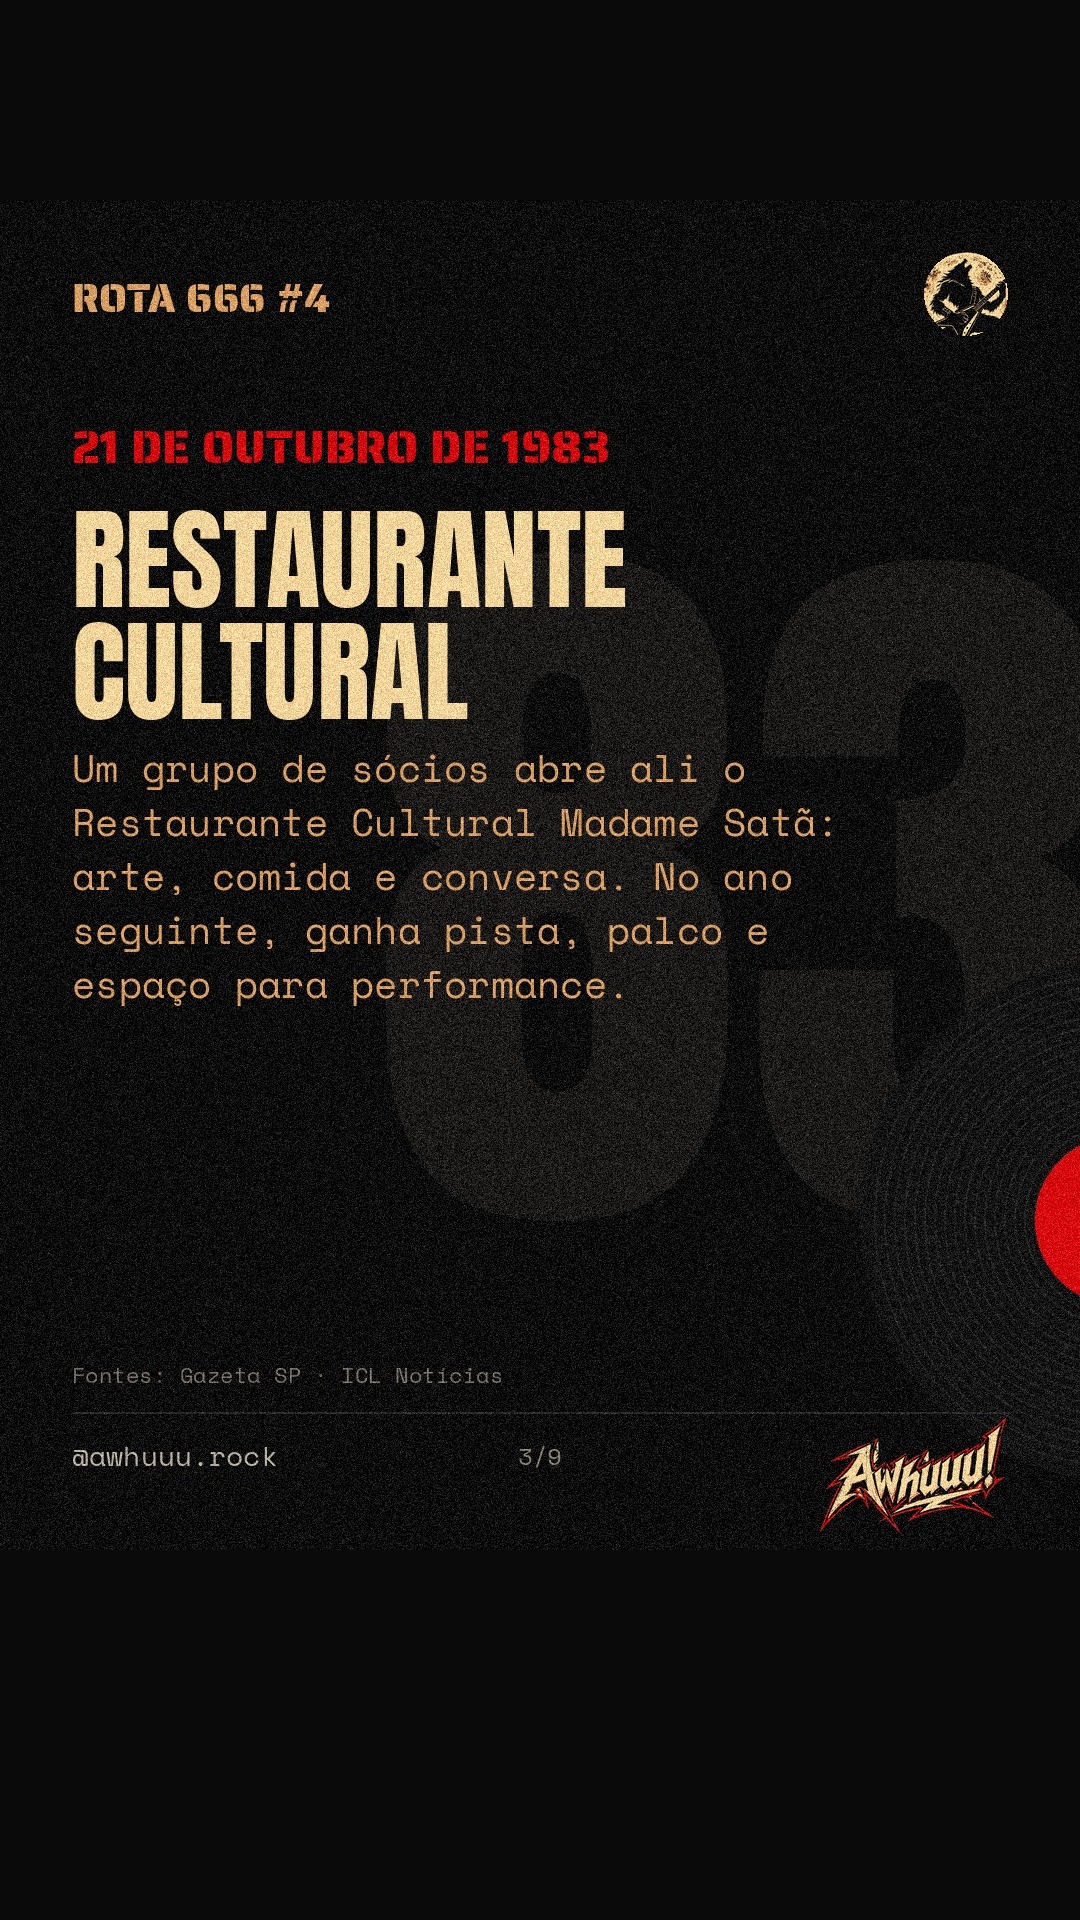 ROTA 666 #4
21 DE OUTUBRO DE 1983
RESTAURANTE
CULTURAL
Um grupo de sócios abre ali o
Restaurante Cultural Madame Satã:
arte, comida e conversa. No ano
seguinte, ganha pista, palco e
espaço para performance.
83
Fontes: Gazeta SP · ICL Notícias
@awhuuu.rock
3/9
Awhuuu!